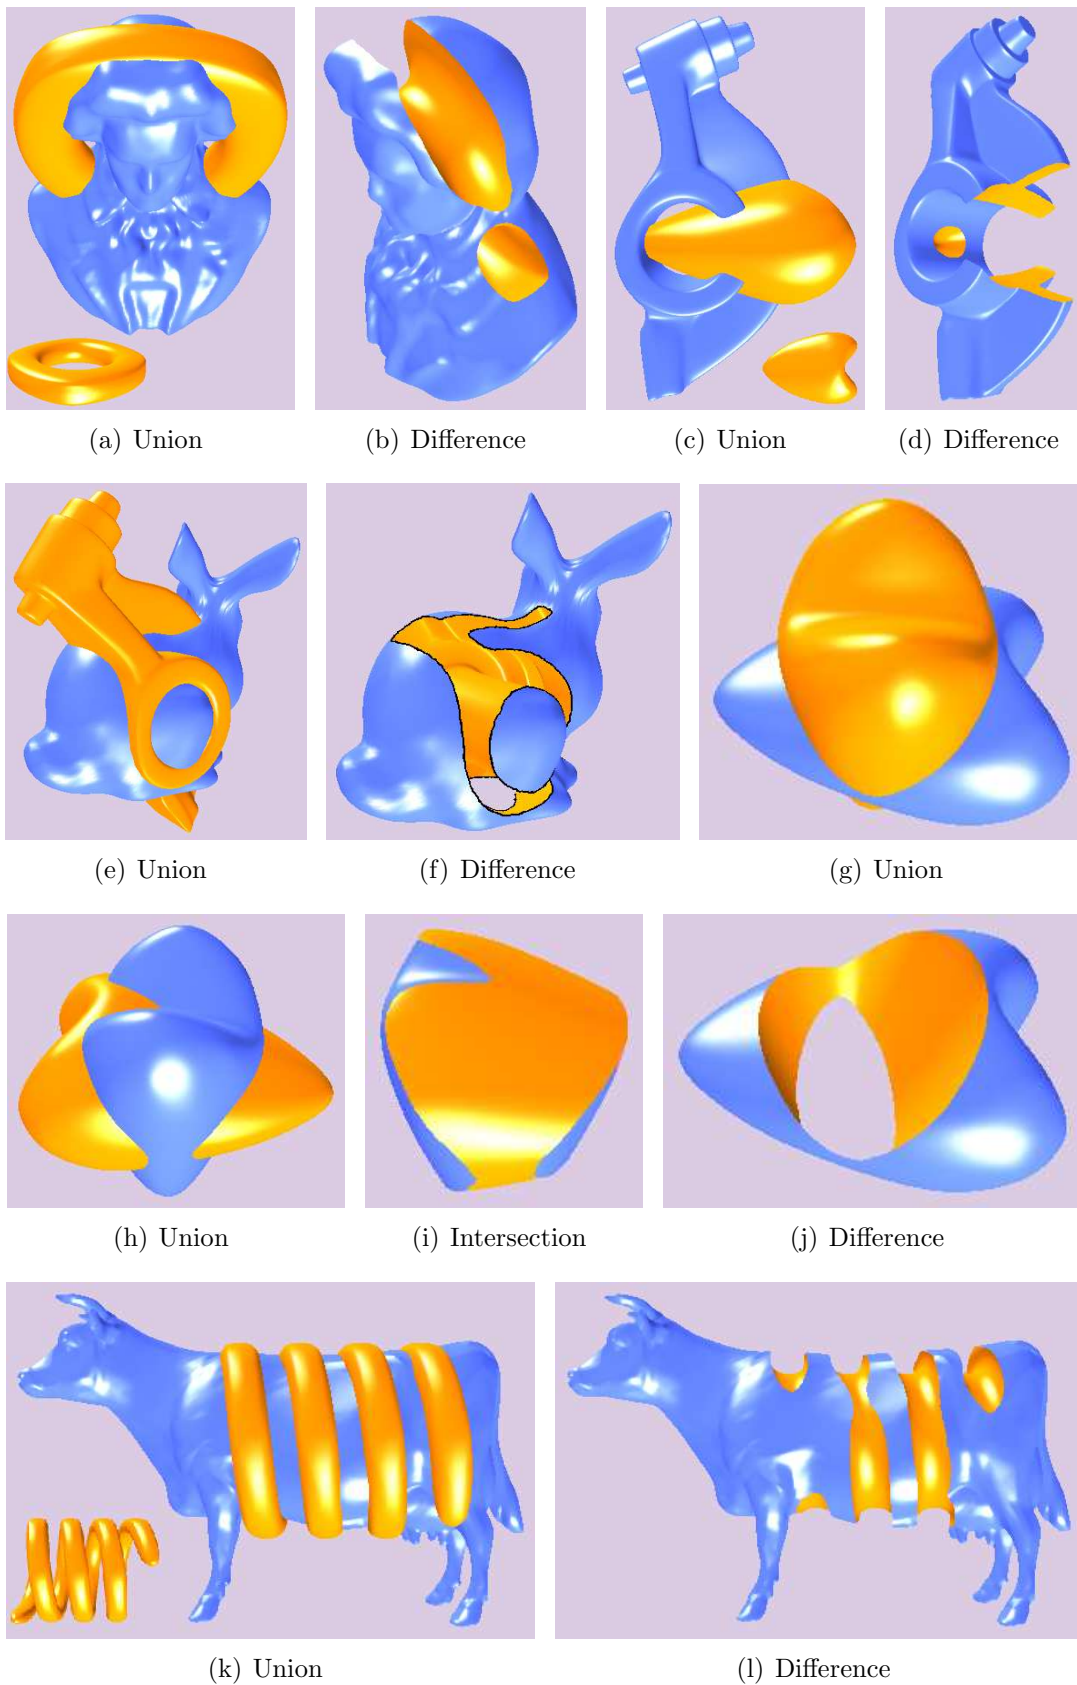 (a) Union
(b) Difference
(c) Union
(d) Difference
(e) Union
(f) Difference
(g) Union
(h) Union
(i) Intersection
(j) Difference
(k) Union
(l) Difference